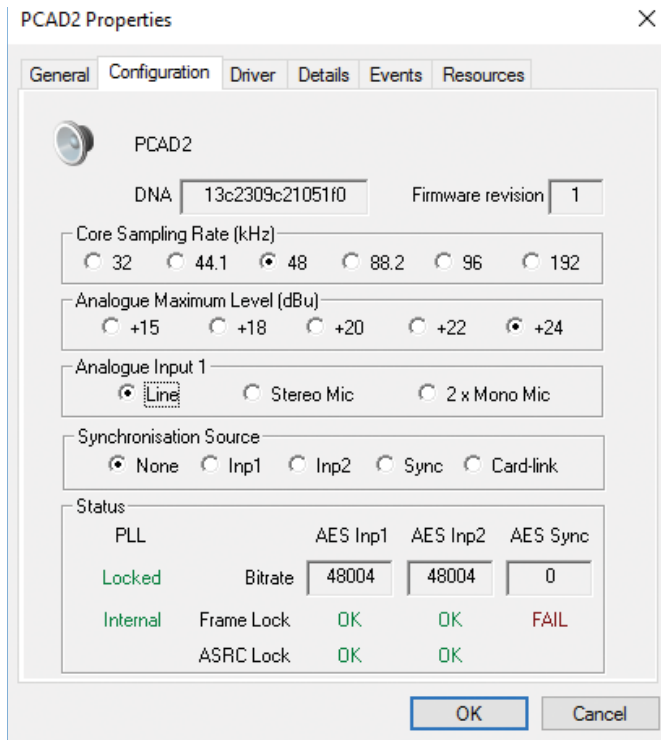 PCAD2 Properties
General Configuration Driver Details Events Resources
PCAD2
DNA 13c2309c21051f0 Firmware revision 1
Core Sampling Rate (kHz)
32 44.1 48 88.2 96 192
Analogue Maximum Level (dBu)
+15 +18 +20 +22 +24
Analogue Input 1
Line Stereo Mic 2 x Mono Mic
Synchronisation Source
None Inp1 Inp2 Sync Card-link
Status
PLL AES Inp1 AES Inp2 AES Sync
Locked Bitrate 48004 48004 0
Internal Frame Lock OK OK FAIL
ASRC Lock OK OK
OK Cancel